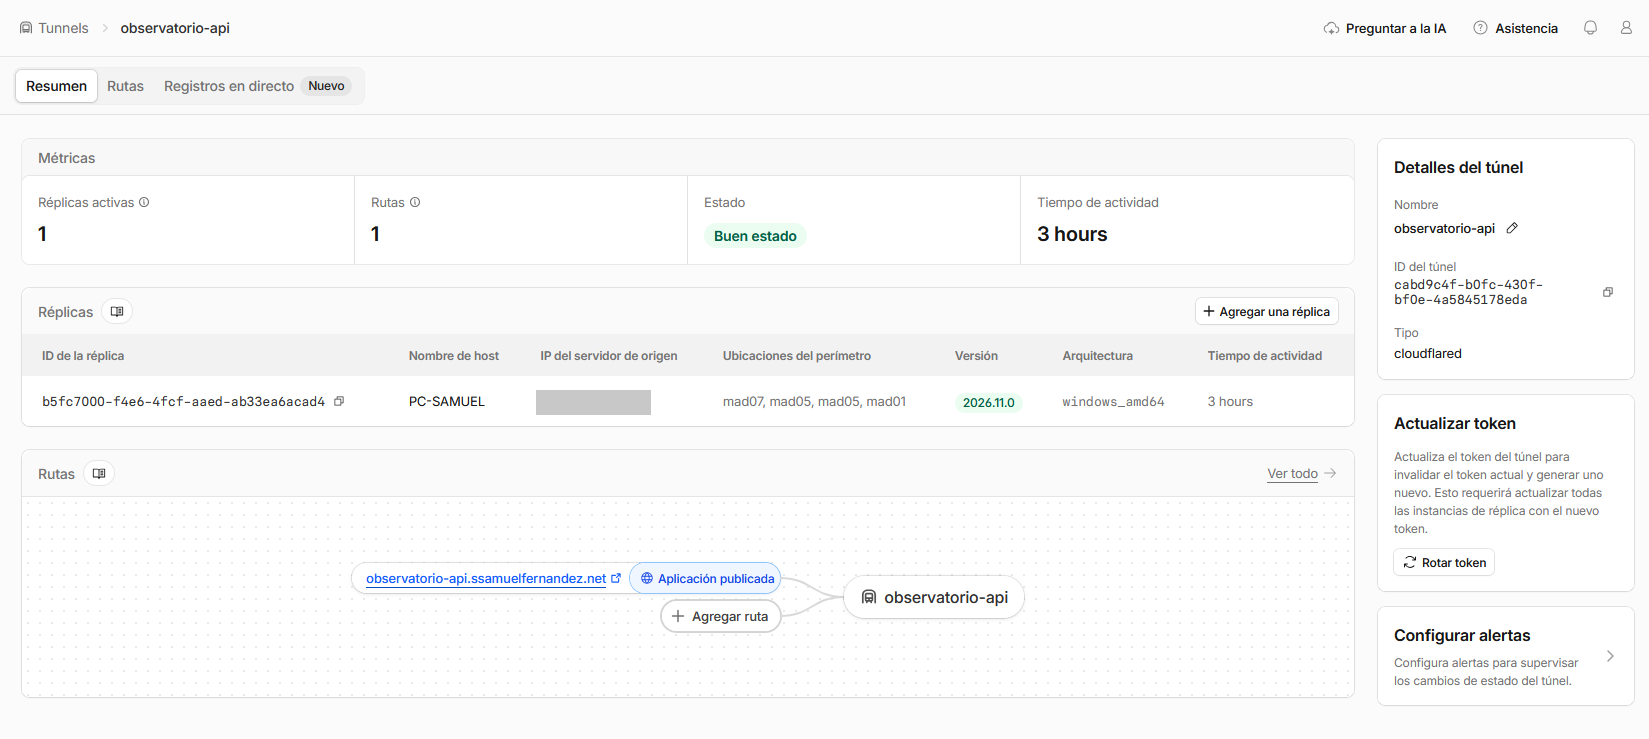 Tunnels
observatorio-api
Preguntar a la IA
Asistencia
Resumen
Rutas
Registros en directo
Nuevo
Métricas
Réplicas activas
1
Rutas
1
Estado
Buen estado
Tiempo de actividad
3 hours
Réplicas
Agregar una réplica
ID de la réplica
Nombre de host
IP del servidor de origen
Ubicaciones del perímetro
Versión
Arquitectura
Tiempo de actividad
b5fc7000-f4e6-4fcf-aaed-ab33ea6acad4
PC-SAMUEL
mad07, mad05, mad05, mad01
2026.11.0
windows_amd64
3 hours
Rutas
Ver todo
observatorio-api.ssamuelfernandez.net
Aplicación publicada
Agregar ruta
observatorio-api
Detalles del túnel
Nombre
observatorio-api
ID del túnel
cabd9c4f-b0fc-430f-
bf0e-4a5845178eda
Tipo
cloudflared
Actualizar token
Actualiza el token del túnel para
invalidar el token actual y generar uno
nuevo. Esto requerirá actualizar todas
las instancias de réplica con el nuevo
token.
Rotar token
Configurar alertas
Configura alertas para supervisar
los cambios de estado del túnel.